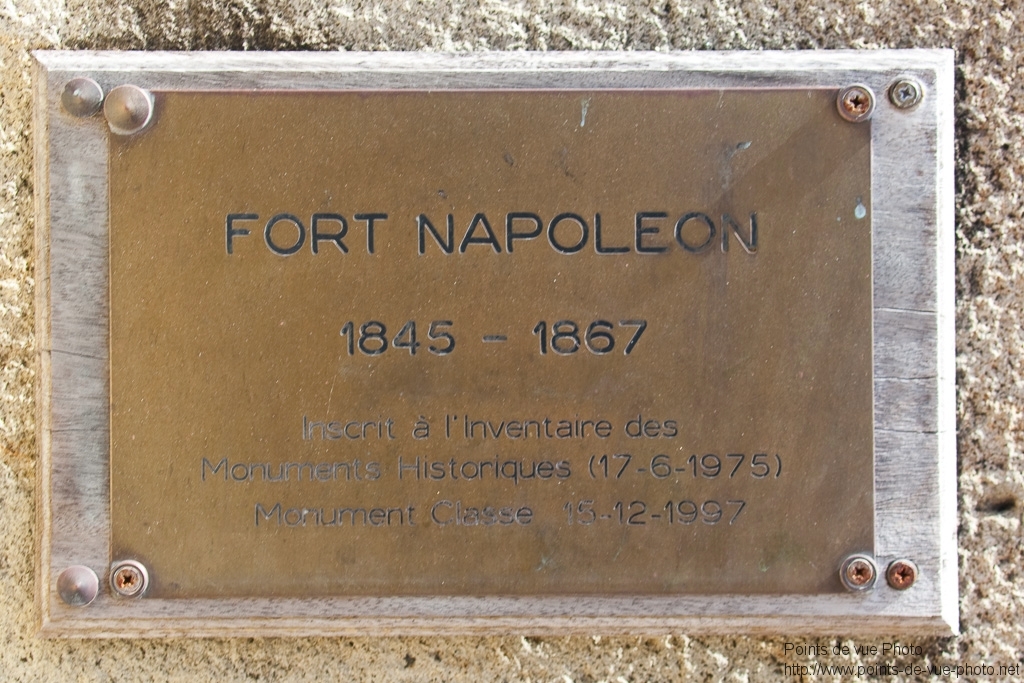 FORT NAPOLEON
1845 - 1867
Inscrit à l'Inventaire des
Monuments Historiques (17-6-1975)
Monument Classe 15-12-1997
Points de vue Photo
http://www.points-de-vue-photo.net